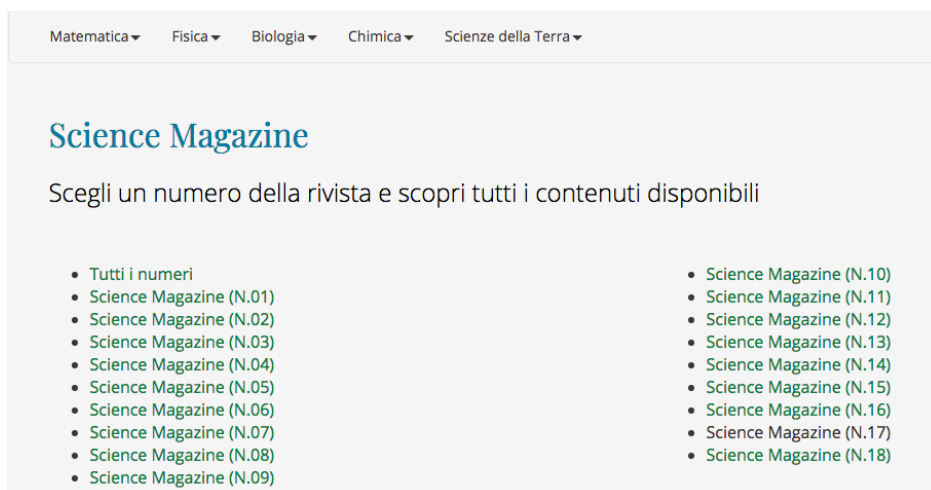 Matematica Fisica Biologia Chimica Scienze della Terra
Science Magazine
Scegli un numero della rivista e scopri tutti i contenuti disponibili
Tutti i numeri
Science Magazine (N.01)
Science Magazine (N.02)
Science Magazine (N.03)
Science Magazine (N.04)
Science Magazine (N.05)
Science Magazine (N.06)
Science Magazine (N.07)
Science Magazine (N.08)
Science Magazine (N.09)
Science Magazine (N.10)
Science Magazine (N.11)
Science Magazine (N.12)
Science Magazine (N.13)
Science Magazine (N.14)
Science Magazine (N.15)
Science Magazine (N.16)
Science Magazine (N.17)
Science Magazine (N.18)